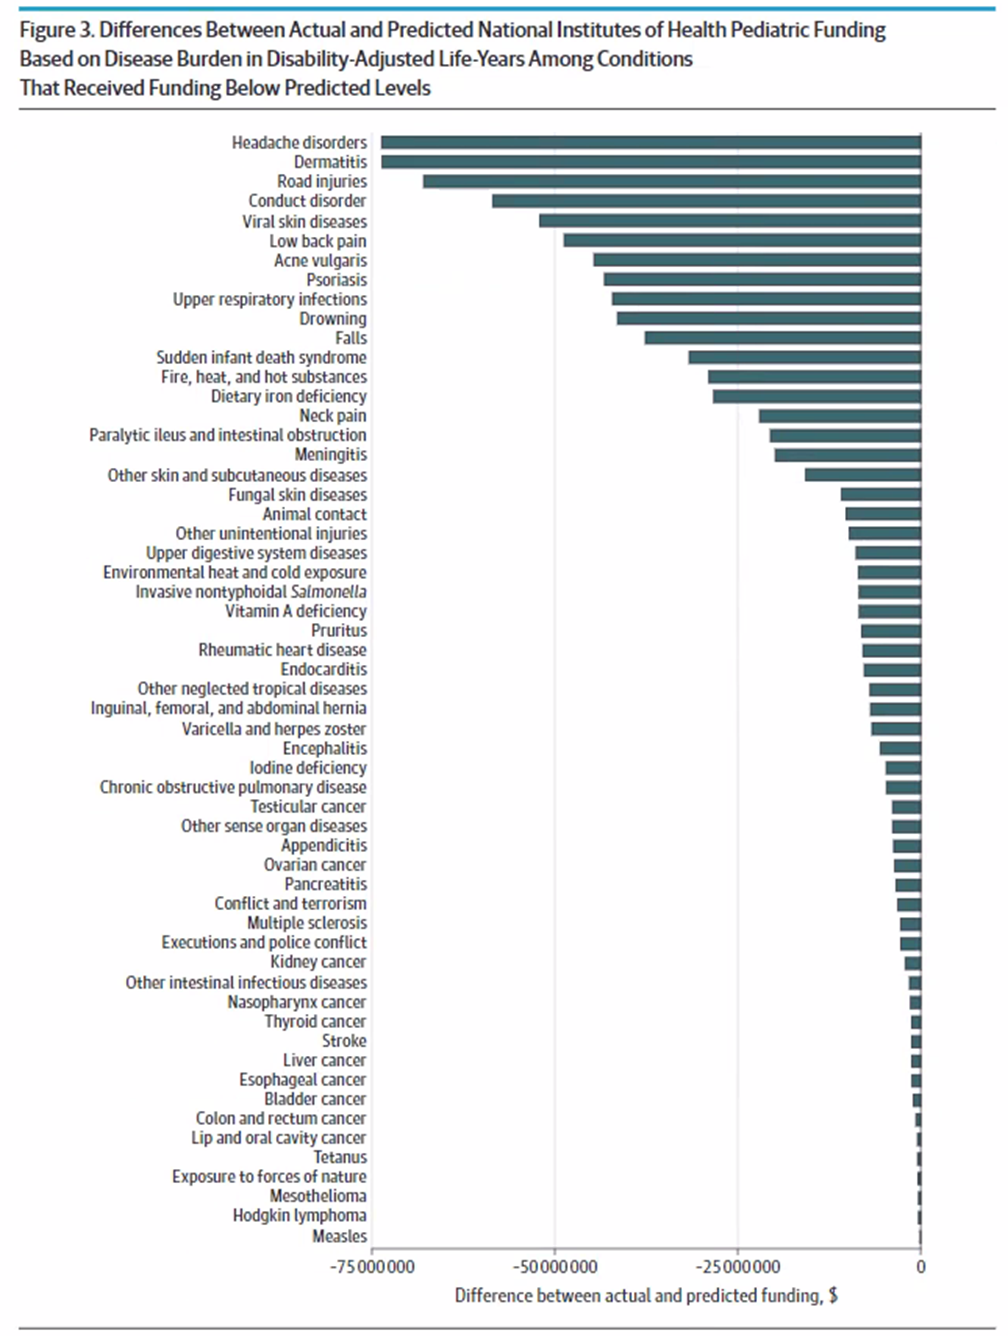 Figure 3. Differences Between Actual and Predicted National Institutes of Health Pediatric Funding
Based on Disease Burden in Disability-Adjusted Life-Years Among Conditions
That Received Funding Below Predicted Levels
Headache disorders
Dermatitis
Road injuries
Conduct disorder
Viral skin diseases
Low back pain
Acne vulgaris
Psoriasis
Upper respiratory infections
Drowning
Falls
Sudden infant death syndrome
Fire, heat, and hot substances
Dietary iron deficiency
Neck pain
Paralytic ileus and intestinal obstruction
Meningitis
Other skin and subcutaneous diseases
Fungal skin diseases
Animal contact
Other unintentional injuries
Upper digestive system diseases
Environmental heat and cold exposure
Invasive nontyphoidal Salmonella
Vitamin A deficiency
Pruritus
Rheumatic heart disease
Endocarditis
Other neglected tropical diseases
Inguinal, femoral, and abdominal hernia
Varicella and herpes zoster
Encephalitis
Iodine deficiency
Chronic obstructive pulmonary disease
Testicular cancer
Other sense organ diseases
Appendicitis
Ovarian cancer
Pancreatitis
Conflict and terrorism
Multiple sclerosis
Executions and police conflict
Kidney cancer
Other intestinal infectious diseases
Nasopharynx cancer
Thyroid cancer
Stroke
Liver cancer
Esophageal cancer
Bladder cancer
Colon and rectum cancer
Lip and oral cavity cancer
Tetanus
Exposure to forces of nature
Mesothelioma
Hodgkin lymphoma
Measles
-75 000 000 -50 000 000 -25 000 000 0
Difference between actual and predicted funding, $